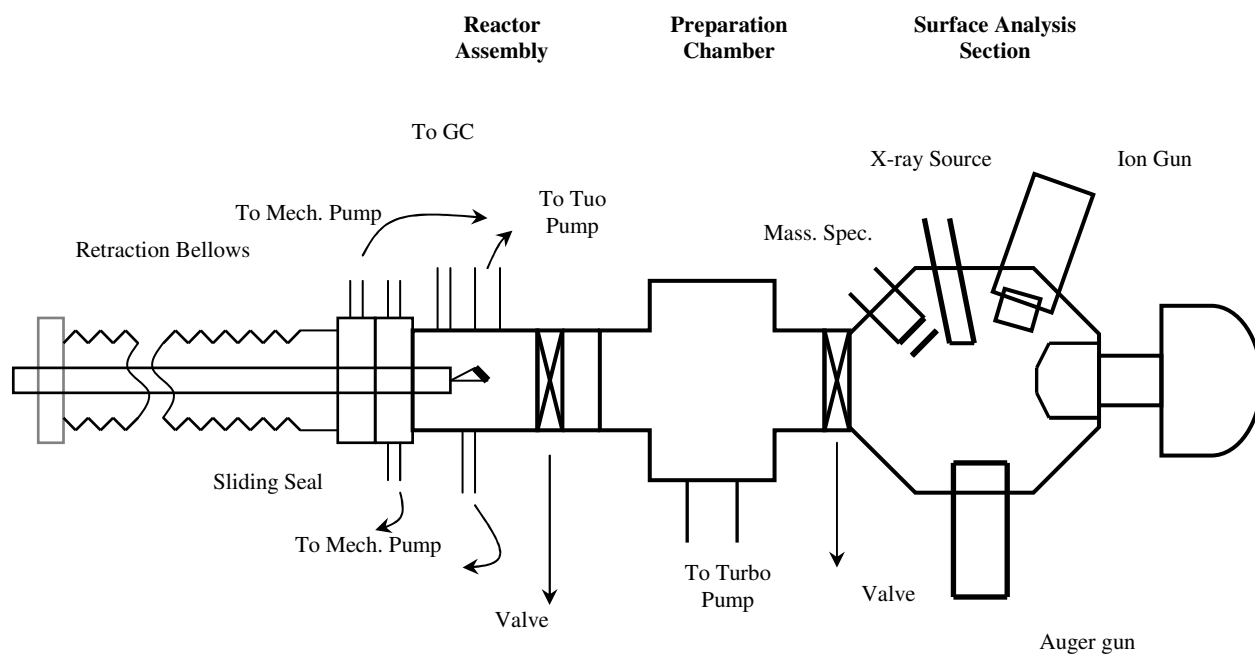 Reactor
Assembly
Preparation
Chamber
Surface Analysis
Section
To GC
X-ray Source
Ion Gun
To Mech. Pump
To Tuo
Pump
Mass. Spec.
Retraction Bellows
Sliding Seal
To Mech. Pump
To Turbo
Pump
Valve
Valve
Auger gun